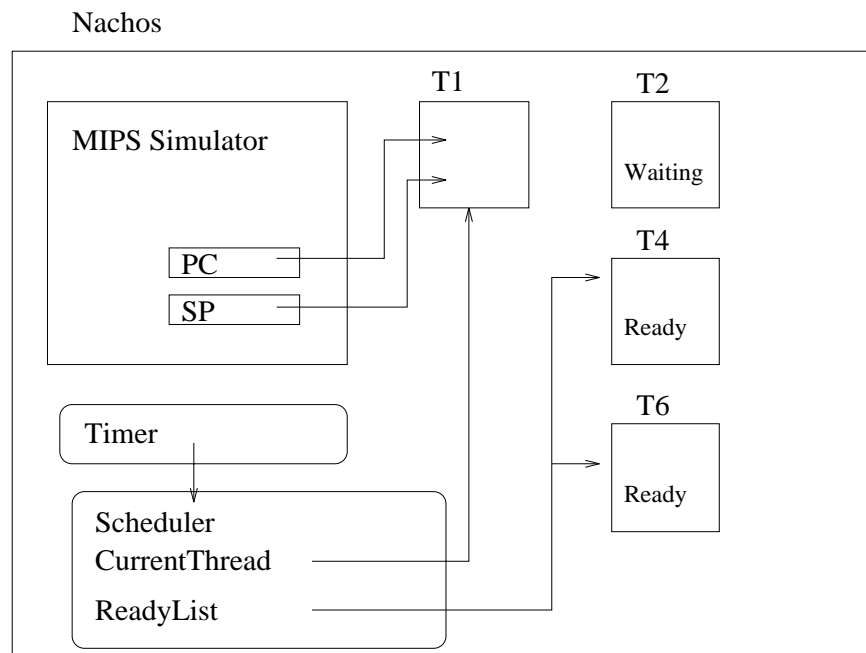 Nachos
T1
T2
MIPS Simulator
Waiting
PC
T4
SP
Ready
T6
Timer
Ready
Scheduler
CurrentThread
ReadyList